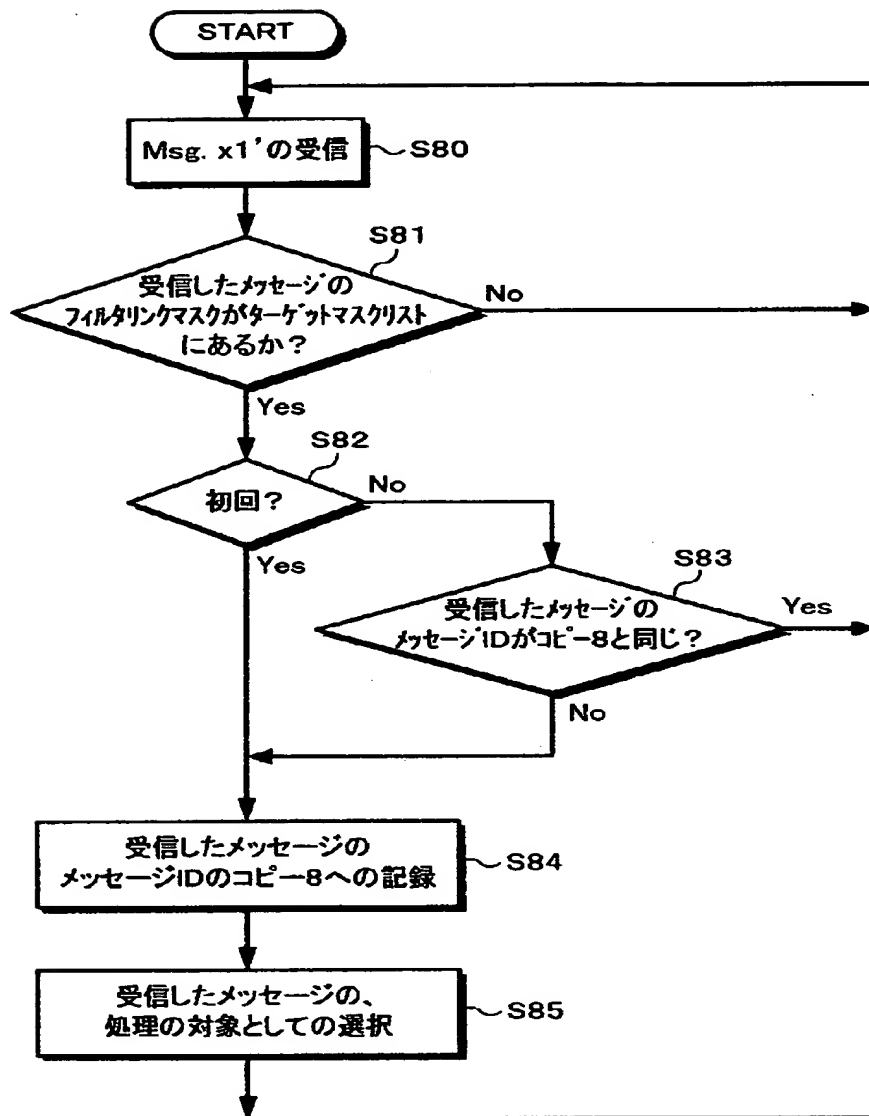 START
Msg. x1'の受信
S80
S81
受信したメッセージの
フィルタリンクマスクがターゲットマスクリスト
にあるか?
No
Yes
S82
初回?
No
Yes
S83
受信したメッセージの
メッセージIDがコピー8と同じ?
Yes
No
受信したメッセージの
メッセージIDのコピー8への記録
S84
受信したメッセージの、
処理の対象としての選択
S85